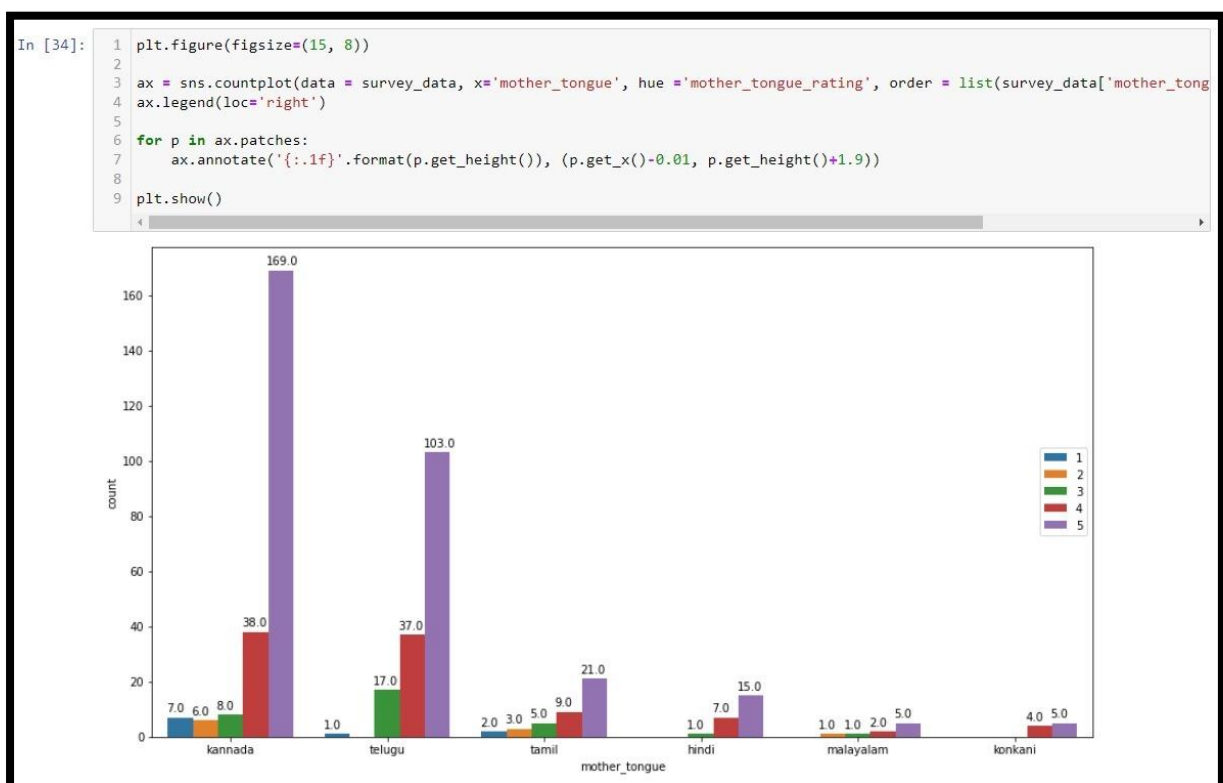 In [34]:
1 plt.figure(figsize=(15, 8))
2
3 ax = sns.countplot(data = survey_data, x='mother_tongue', hue ='mother_tongue_rating', order = list(survey_data['mother_tong
4 ax.legend(loc='right')
5
6 for p in ax.patches:
7     ax.annotate('{:.1f}'.format(p.get_height()), (p.get_x()-0.01, p.get_height()+1.9))
8
9 plt.show()
169.0
160
140
120
103.0
100
1
2
3
4
5
count
80
60
38.0 37.0
40
21.0
20
17.0 15.0
7.0 6.0 8.0 1.0 2.0 3.0 5.0 9.0 1.0 7.0 1.0 1.0 2.0 5.0 4.0 5.0
0
kannada telugu tamil hindi malayalam konkani
mother_tongue